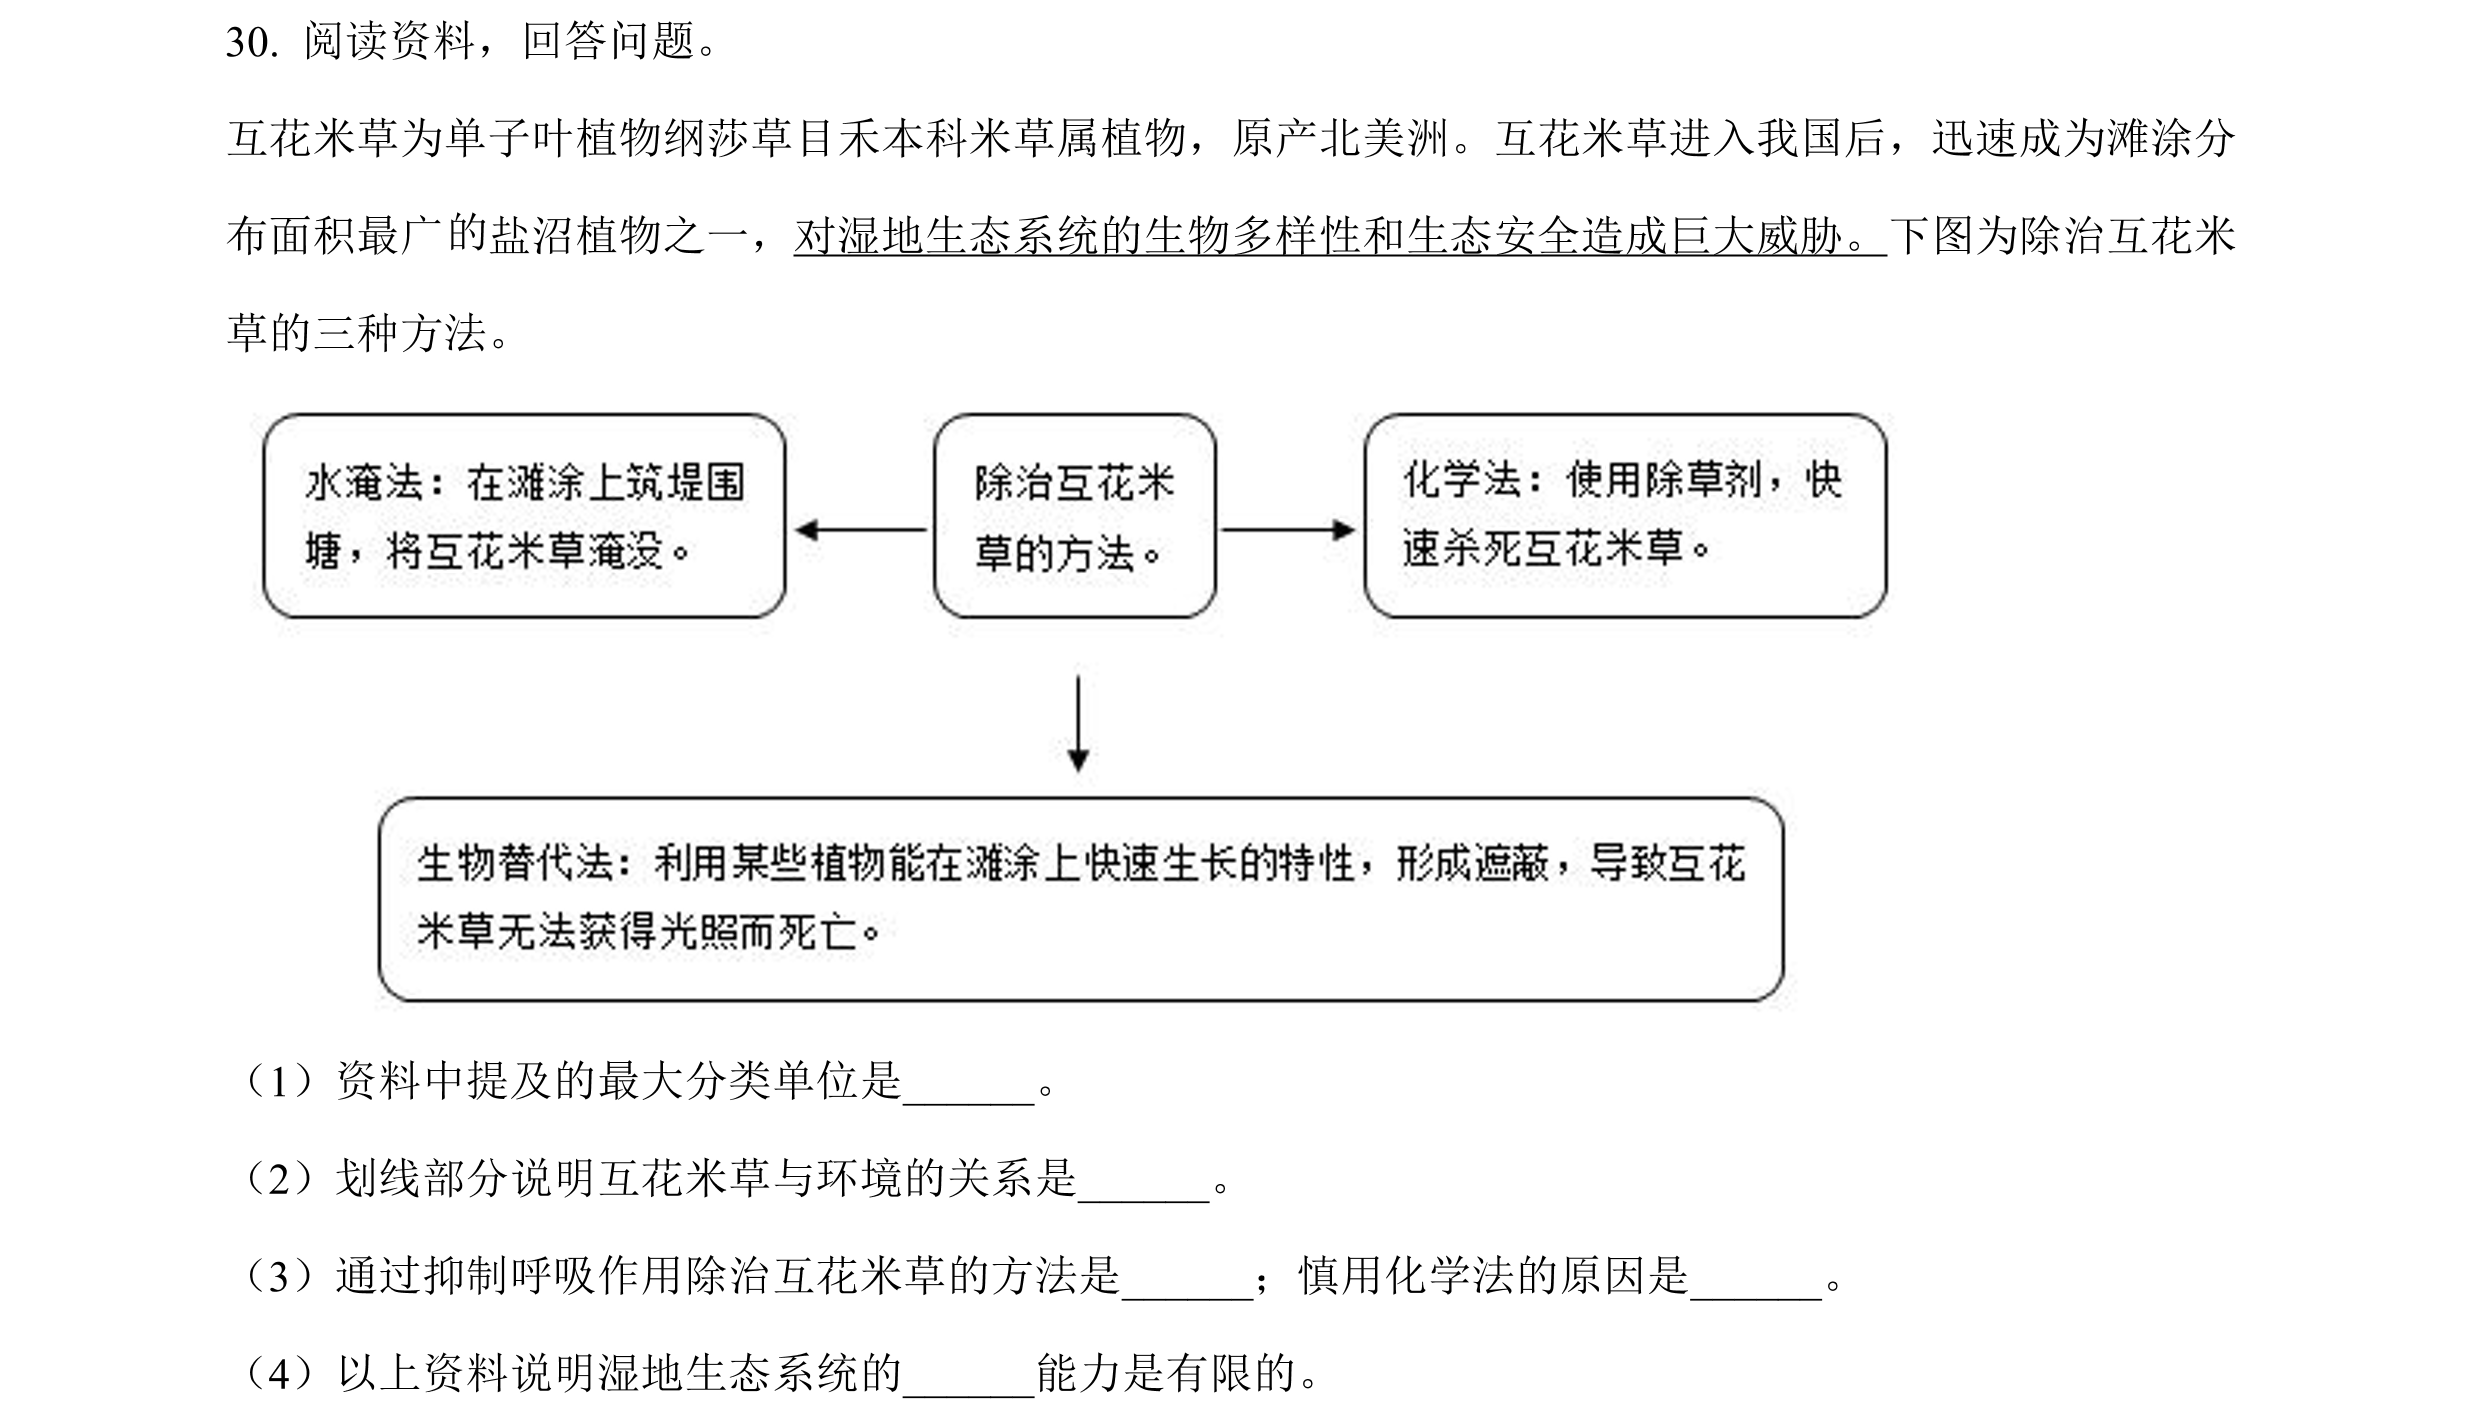 30. 阅读资料，回答问题。
互花米草为单子叶植物纲莎草目禾本科米草属植物，原产北美洲。互花米草进入我国后，迅速成为滩涂分
布面积最广的盐沼植物之一，对湿地生态系统的生物多样性和生态安全造成巨大威胁。下图为除治互花米
草的三种方法。
水淹法：在滩涂上筑堤围
塘，将互花米草淹没。
除治互花米
草的方法。
化学法：使用除草剂，快
速杀死互花米草。
生物替代法：利用某些植物能在滩涂上快速生长的特性，形成遮蔽，导致互花
米草无法获得光照而死亡。
（1）资料中提及的最大分类单位是______。
（2）划线部分说明互花米草与环境的关系是______。
（3）通过抑制呼吸作用除治互花米草的方法是______；慎用化学法的原因是______。
（4）以上资料说明湿地生态系统的______能力是有限的。